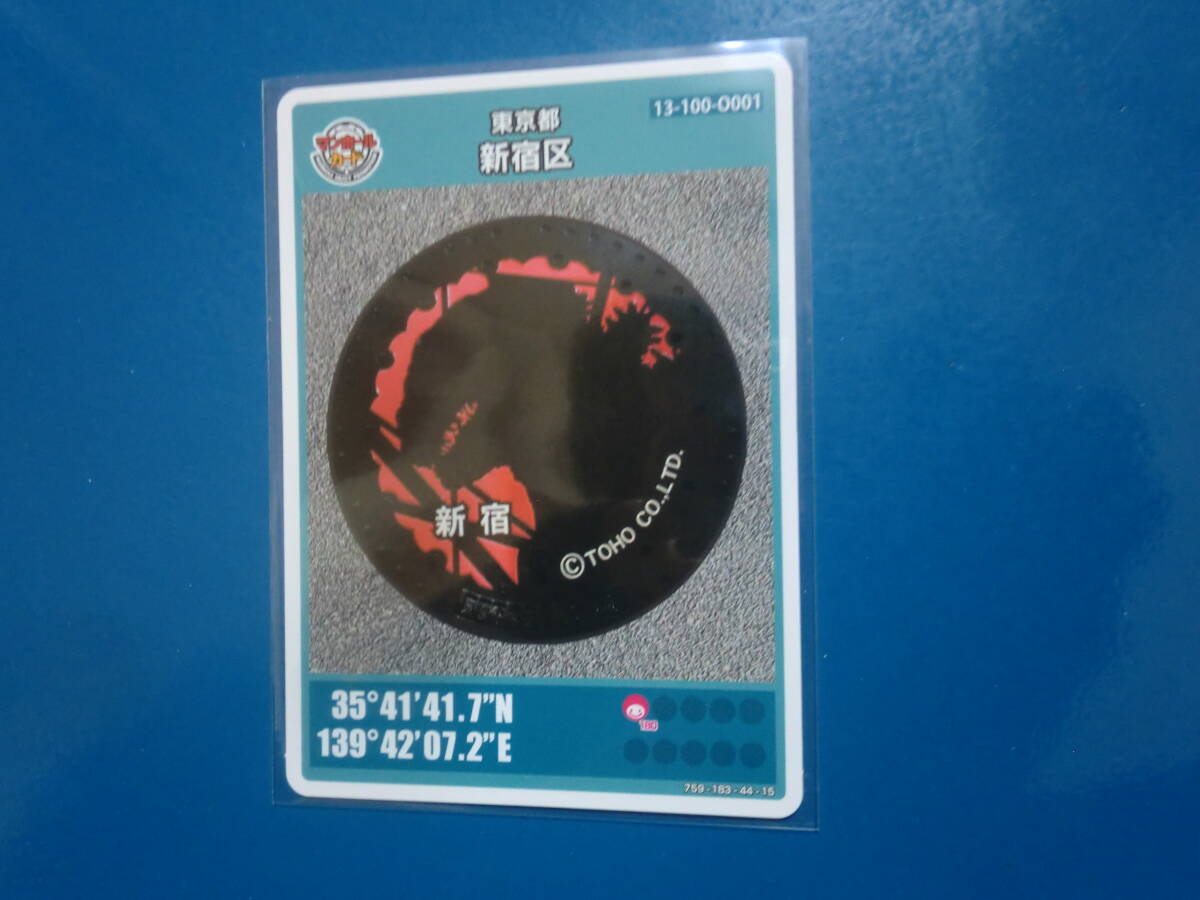 マンホール
カード
東京都
新宿区
13-100-O001
新宿
©TOHO CO.,LTD.
35°41'41.7"N
139°42'07.2"E
759-183-44-15